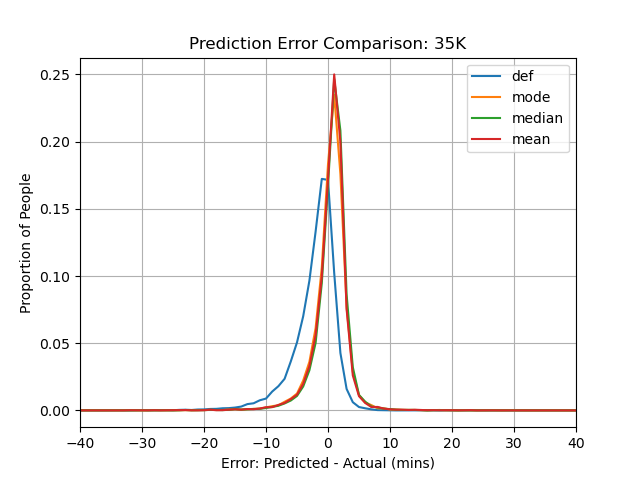 Prediction Error Comparison: 35K
def
mode
median
mean
0.25
0.20
0.15
0.10
0.05
0.00
Proportion of People
−40 −30 −20 −10 0 10 20 30 40
Error: Predicted - Actual (mins)